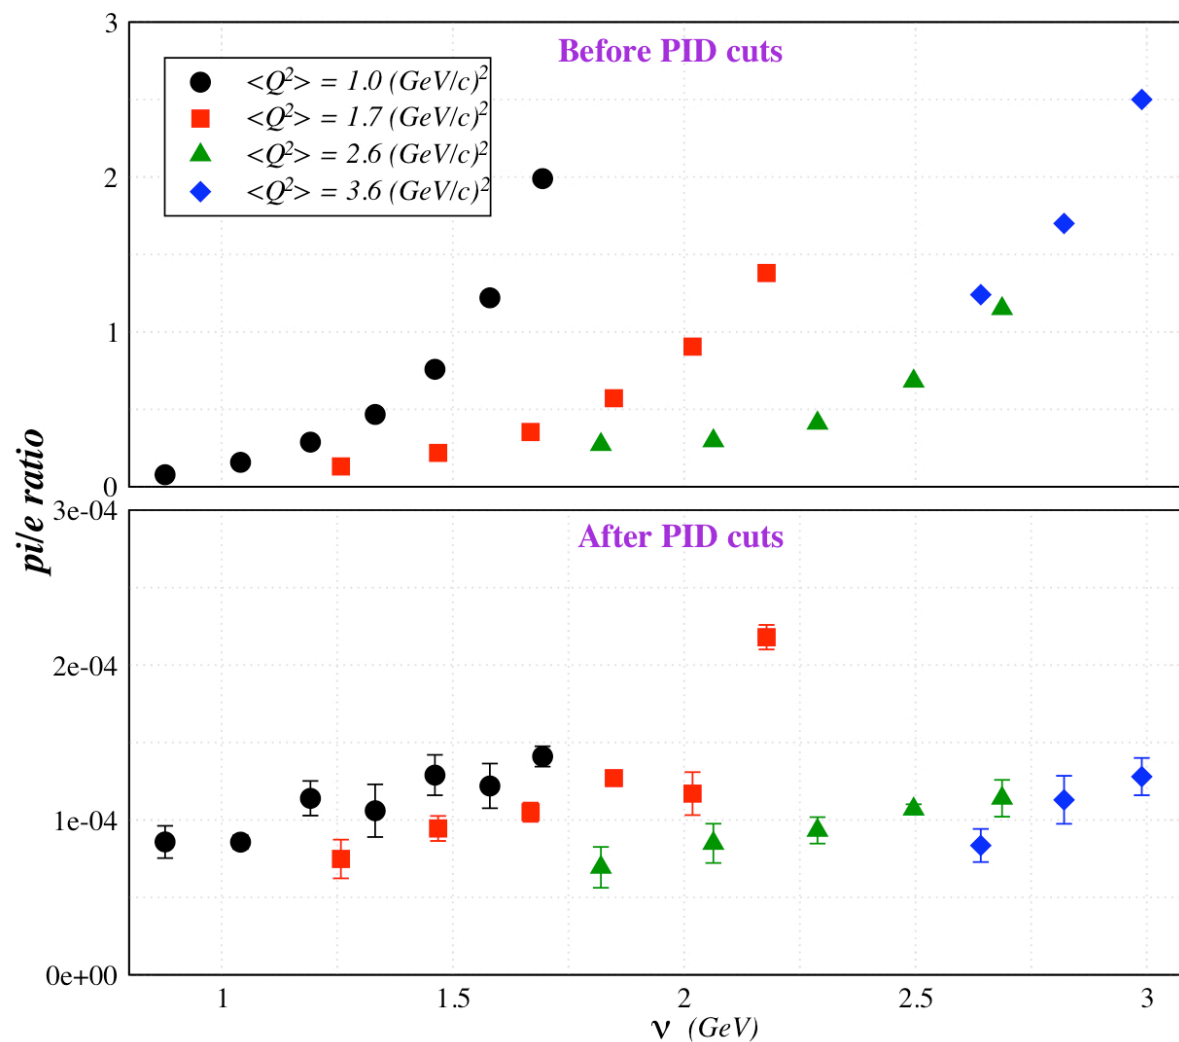 3
Before PID cuts
<Q²> = 1.0 (GeV/c)²
<Q²> = 1.7 (GeV/c)²
<Q²> = 2.6 (GeV/c)²
<Q²> = 3.6 (GeV/c)²
2
1
0
pi/e ratio
3e-04
After PID cuts
2e-04
1e-04
0e+00
1 1.5 2 2.5 3
ν (GeV)